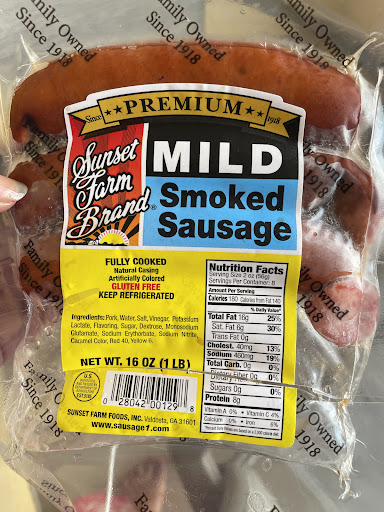 Family Owned
Since 1918
Family Owned
Since 1918
Since ★★ PREMIUM ★★ 1918
Sunset
Farm
Brand®
MILD
Smoked
Sausage
FULLY COOKED
Natural Casing
Artificially Colored
GLUTEN FREE
KEEP REFRIGERATED
Ingredients: Pork, Water, Salt, Vinegar, Potassium
Lactate, Flavoring, Sugar, Dextrose, Monosodium
Glutamate, Sodium Erythorbate, Sodium Nitrite,
Caramel Color, Red 40, Yellow 6.
NET WT. 16 OZ (1 LB)
U.S.
0 28042 00129 8
SUNSET FARM FOODS, INC. Valdosta, GA 31601
www.sausage1.com
Nutrition Facts
Serving Size 2 oz (56g)
Servings Per Container: 8
Amount Per Serving
Calories 180 Calories from Fat 140
% Daily Value*
Total Fat 16g 25%
Sat. Fat 6g 30%
Trans Fat 0g
Cholest. 40mg 13%
Sodium 450mg 19%
Total Carb. 0g 0%
Dietary Fiber 0g 0%
Sugars 0g 0%
Protein 8g
Vitamin A 0% • Vitamin C 4%
Calcium 0% • Iron 6%
Family Owned
Since 1918
Family Owned
Since 1918